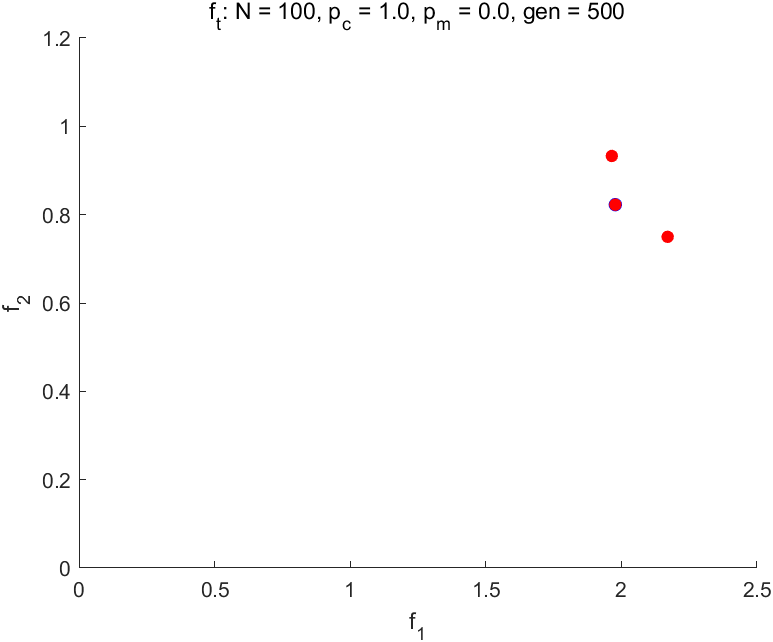 f_t: N = 100, p_c = 1.0, p_m = 0.0, gen = 500
1.2
1
0.8
0.6
0.4
0.2
0
f_2
0 0.5 1 1.5 2 2.5
f_1